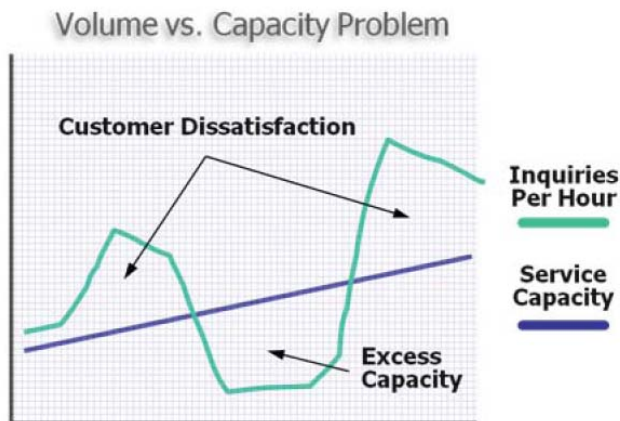 Volume vs. Capacity Problem
Customer Dissatisfaction
Inquiries
Per Hour
Service
Capacity
Excess
Capacity